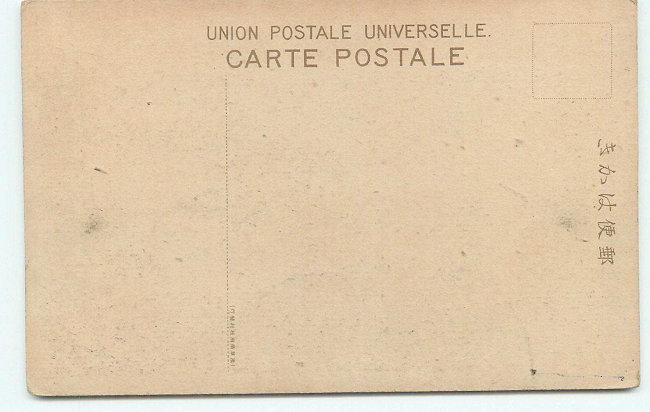 UNION POSTALE UNIVERSELLE.
CARTE POSTALE
郵便はかき